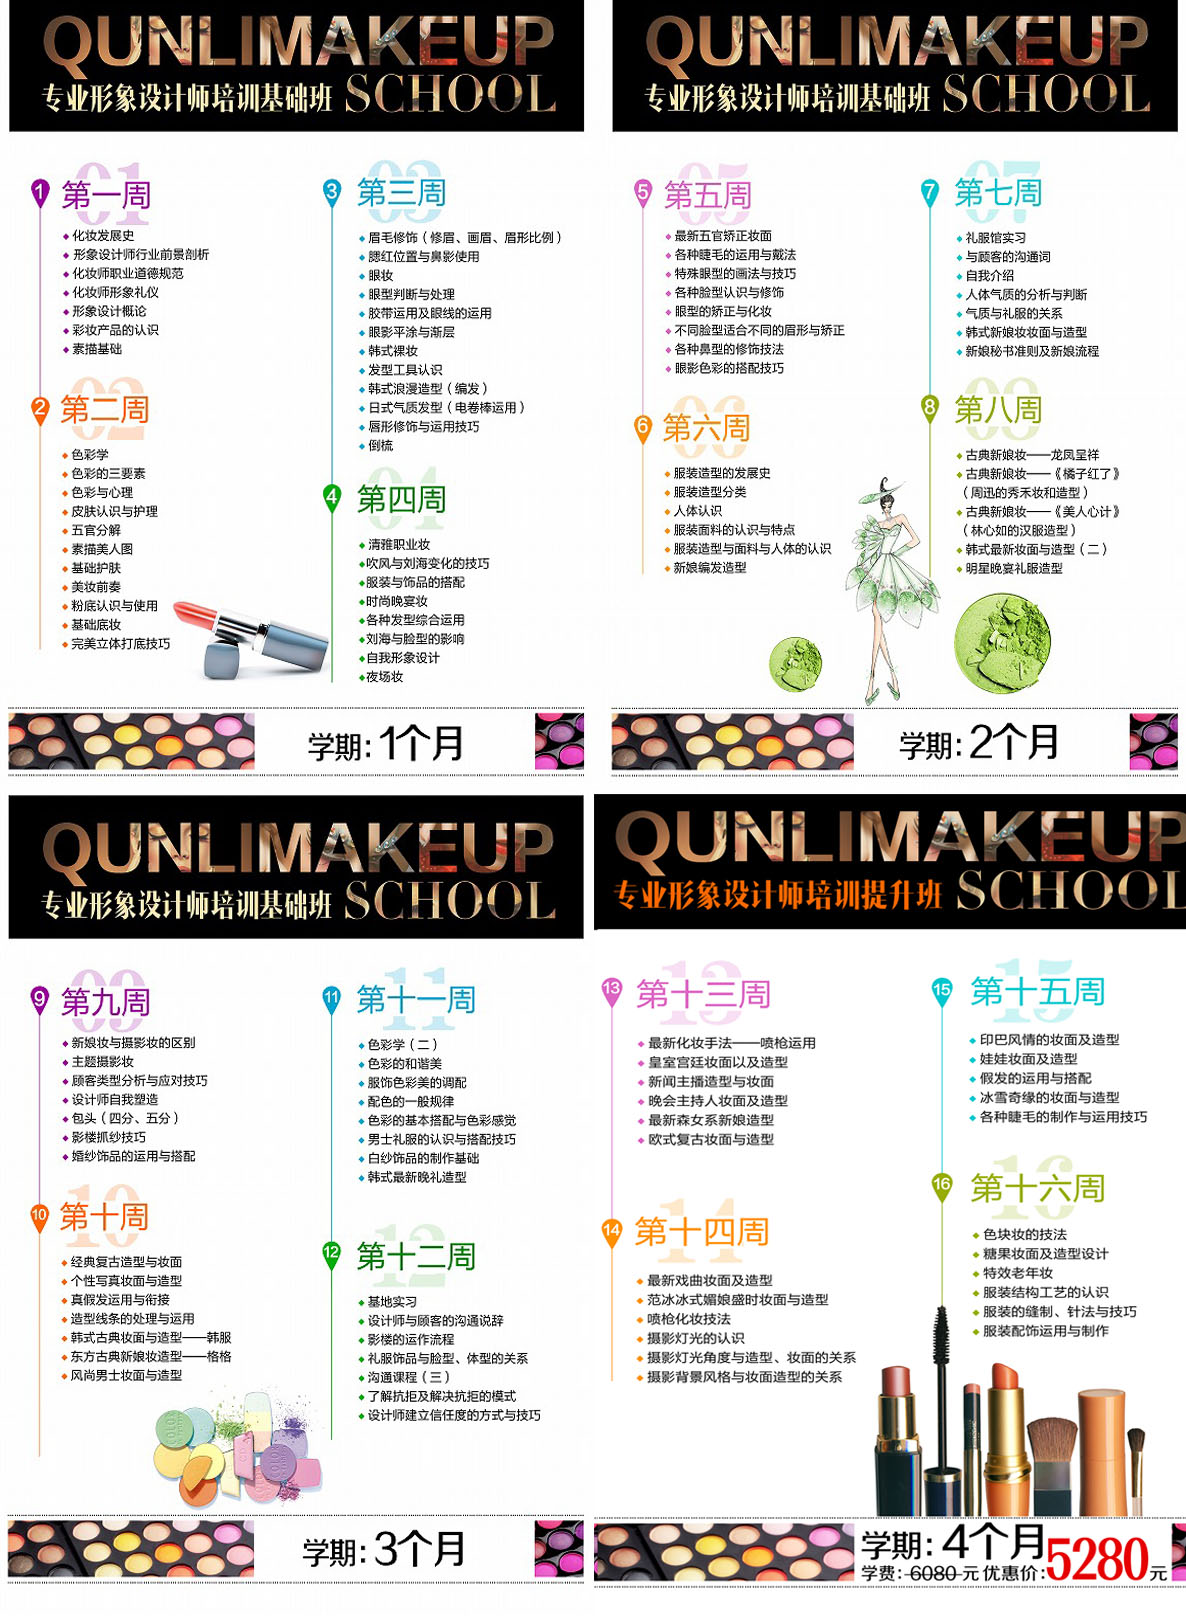 QUNLIMAKEUP
专业形象设计师培训基础班 SCHOOL
1 第一周
化妆发展史
形象设计师行业前景剖析
化妆师职业道德规范
化妆师形象礼仪
形象设计概论
彩妆产品的认识
素描基础
2 第二周
色彩学
色彩的三要素
色彩与心理
皮肤认识与护理
五官分解
素描美人图
基础护肤
美妆前奏
粉底认识与使用
基础底妆
完美立体打底技巧
3 第三周
眉毛修饰（修眉、画眉、眉形比例）
腮红位置与鼻影使用
眼妆
眼型判断与处理
胶带运用及眼线的运用
眼影平涂与渐层
韩式裸妆
发型工具认识
韩式浪漫造型（编发）
日式气质发型（电卷棒运用）
唇形修饰与运用技巧
倒梳
4 第四周
清雅职业妆
吹风与刘海变化的技巧
服装与饰品的搭配
时尚晚宴妆
各种发型综合运用
刘海与脸型的影响
自我形象设计
夜场妆
学期：1个月
QUNLIMAKEUP
专业形象设计师培训基础班 SCHOOL
5 第五周
最新五官矫正妆面
各种睫毛的运用与戴法
特殊眼型的画法与技巧
各种脸型认识与修饰
眼型的矫正与化妆
不同脸型适合不同的眉形与矫正
各种鼻型的修饰技法
眼影色彩的搭配技巧
6 第六周
服装造型的发展史
服装造型分类
人体认识
服装面料的认识与特点
服装造型与面料与人体的认识
新娘编发造型
7 第七周
礼服馆实习
与顾客的沟通词
自我介绍
人体气质的分析与判断
气质与礼服的关系
韩式新娘妆妆面与造型
新娘秘书准则及新娘流程
8 第八周
古典新娘妆——龙凤呈祥
古典新娘妆——《橘子红了》
（周迅的秀禾妆和造型）
古典新娘妆——《美人心计》
（林心如的汉服造型）
韩式最新妆面与造型（二）
明星晚宴礼服造型
学期：2个月
QUNLIMAKEUP
专业形象设计师培训基础班 SCHOOL
9 第九周
新娘妆与摄影妆的区别
主题摄影妆
顾客类型分析与应对技巧
设计师自我塑造
包头（四分、五分）
影楼抓纱技巧
婚纱饰品的运用与搭配
10 第十周
经典复古造型与妆面
个性写真妆面与造型
真假发运用与衔接
造型线条的处理与运用
韩式古典妆面与造型——韩服
东方古典新娘妆造型——格格
风尚男士妆面与造型
11 第十一周
色彩学（二）
色彩的和谐美
服饰色彩美的调配
配色的一般规律
色彩的基本搭配与色彩感觉
男士礼服的认识与搭配技巧
白纱饰品的制作基础
韩式最新晚礼造型
12 第十二周
基地实习
设计师与顾客的沟通说辞
影楼的运作流程
礼服饰品与脸型、体型的关系
沟通课程（三）
了解抗拒及解决抗拒的模式
设计师建立信任度的方式与技巧
学期：3个月
QUNLIMAKEUP
专业形象设计师培训提升班 SCHOOL
13 第十三周
最新化妆手法——喷枪运用
皇室宫廷妆面以及造型
新闻主播造型与妆面
晚会主持人妆面及造型
最新森女系新娘造型
欧式复古妆面与造型
14 第十四周
最新戏曲妆面及造型
范冰冰式媚娘盛时妆面与造型
喷枪化妆技法
摄影灯光的认识
摄影灯光角度与造型、妆面的关系
摄影背景风格与妆面造型的关系
15 第十五周
印巴风情的妆面及造型
娃娃妆面及造型
假发的运用与搭配
冰雪奇缘的妆面与造型
各种睫毛的制作与运用技巧
16 第十六周
色块妆的技法
糖果妆面及造型设计
特效老年妆
服装结构工艺的认识
服装的缝制、针法与技巧
服装配饰运用与制作
学期：4个月
学费：6080元 优惠价：5280元